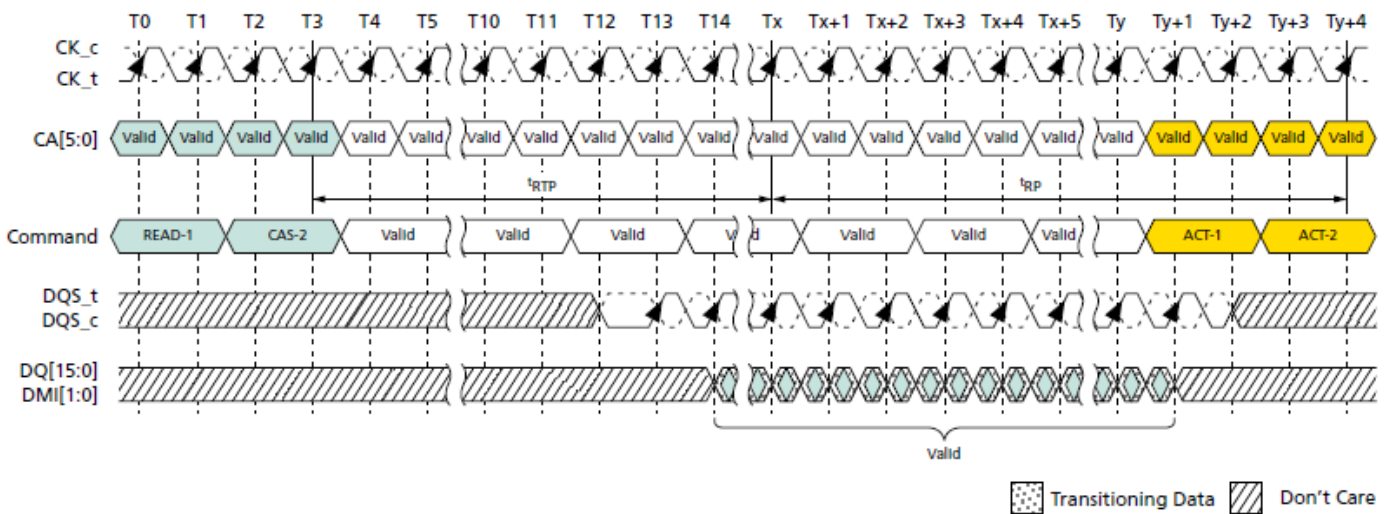 T0 T1 T2 T3 T4 T5 T10 T11 T12 T13 T14 Tx Tx+1 Tx+2 Tx+3 Tx+4 Tx+5 Ty Ty+1 Ty+2 Ty+3 Ty+4
CK_c
CK_t
CA[5:0] Valid Valid Valid Valid Valid Valid Valid Valid Valid Valid Valid Valid Valid Valid Valid Valid Valid Valid Valid Valid Valid Valid
tRTP tRP
Command READ-1 CAS-2 Valid Valid Valid Valid Valid Valid ACT-1 ACT-2
DQS_t
DQS_c
DQ[15:0]
DMI[1:0]
Valid
Transitioning Data Don't Care